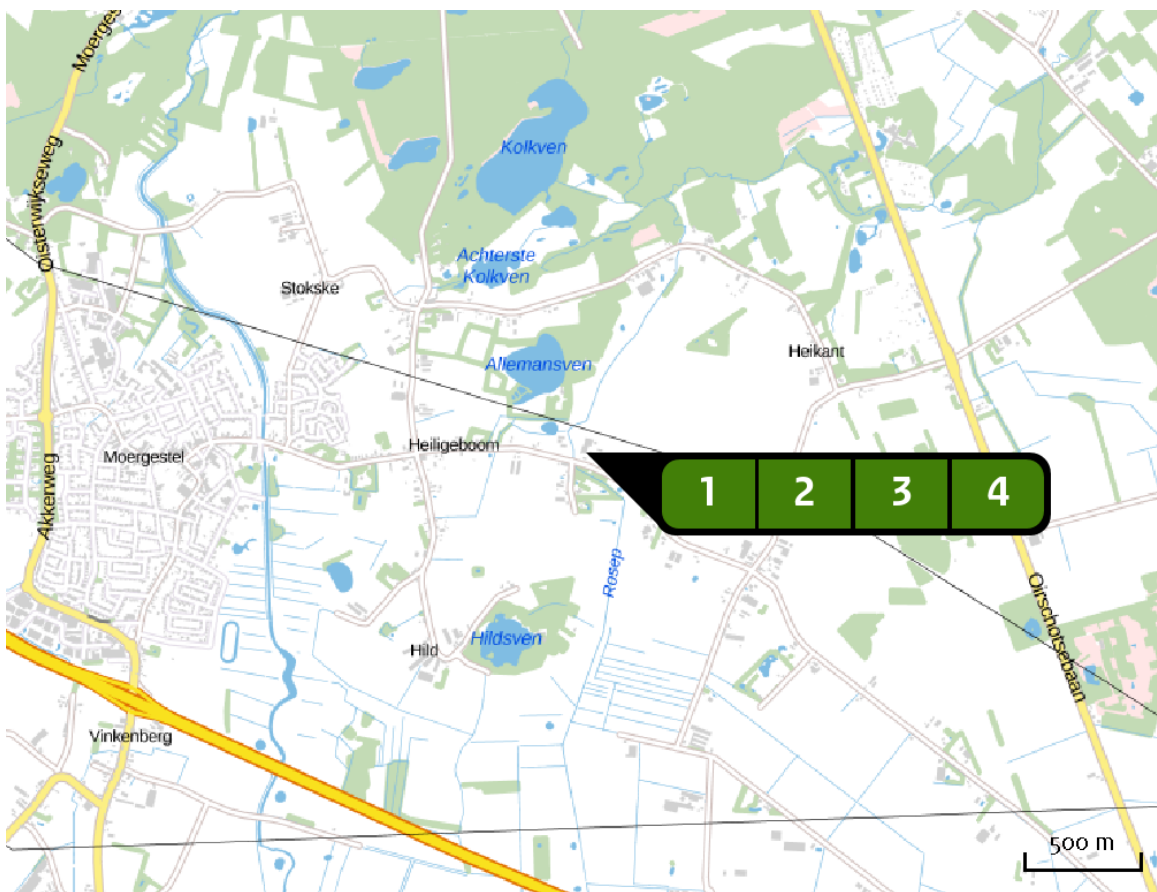 Moerges
Oisterwijkseweg
Kolkven
Achterste
Kolkven
Stokske
Heikant
Allemansven
Heiligeboom
Moergestel
Akkerweg
1 2 3 4
Rosep
Oirschotsebaan
Hildsven
Hild
Vinkenberg
500 m